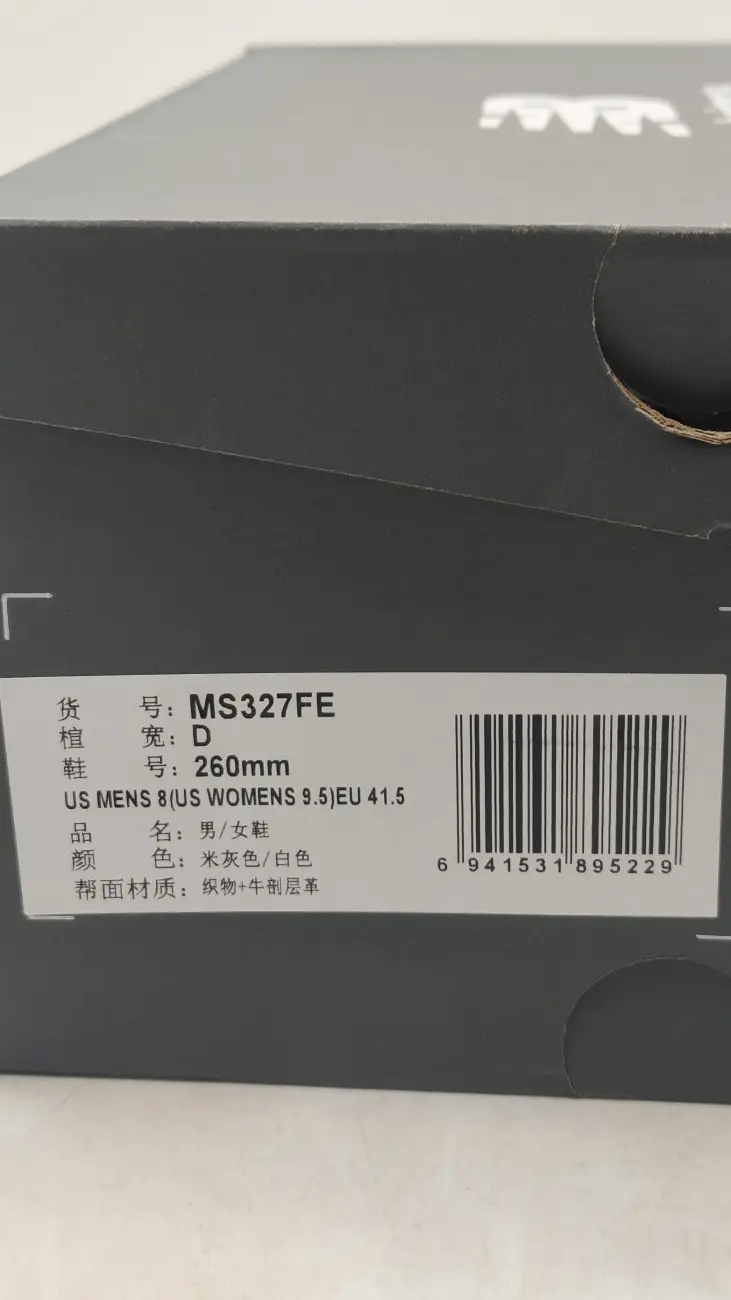 货 号：MS327FE
楦 宽：D
鞋 号：260mm
US MENS 8(US WOMENS 9.5)EU 41.5
品 名：男/女鞋
颜 色：米灰色/白色
帮面材质：织物+牛剖层革
6 941531 895229